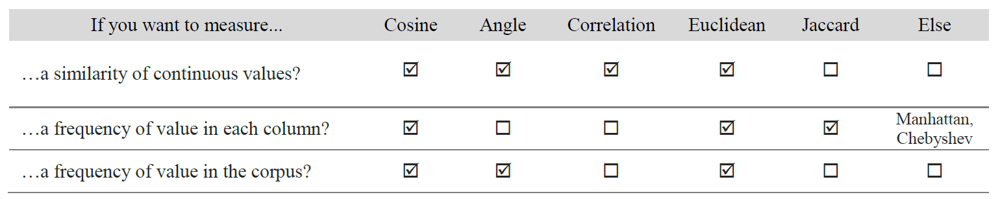 If you want to measure... Cosine Angle Correlation Euclidean Jaccard Else
…a similarity of continuous values? ☑ ☑ ☑ ☑ ☐ ☐
…a frequency of value in each column? ☑ ☐ ☐ ☑ ☑ Manhattan,
Chebyshev
…a frequency of value in the corpus? ☑ ☑ ☐ ☑ ☐ ☐